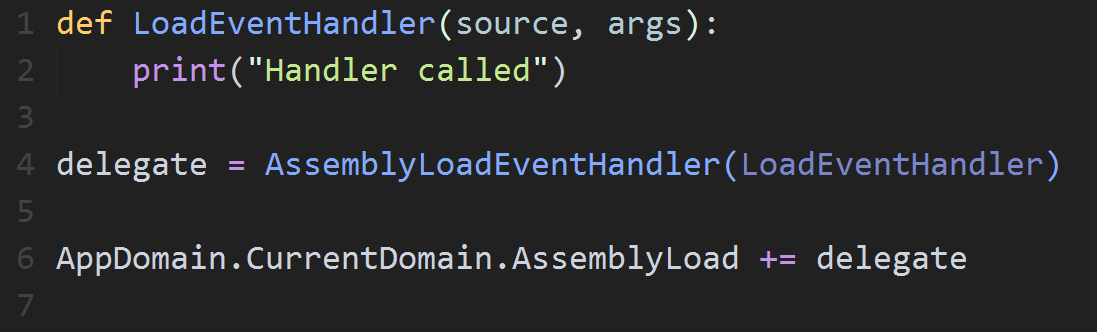 1 def LoadEventHandler(source, args):
2     print("Handler called")
3
4 delegate = AssemblyLoadEventHandler(LoadEventHandler)
5
6 AppDomain.CurrentDomain.AssemblyLoad += delegate
7